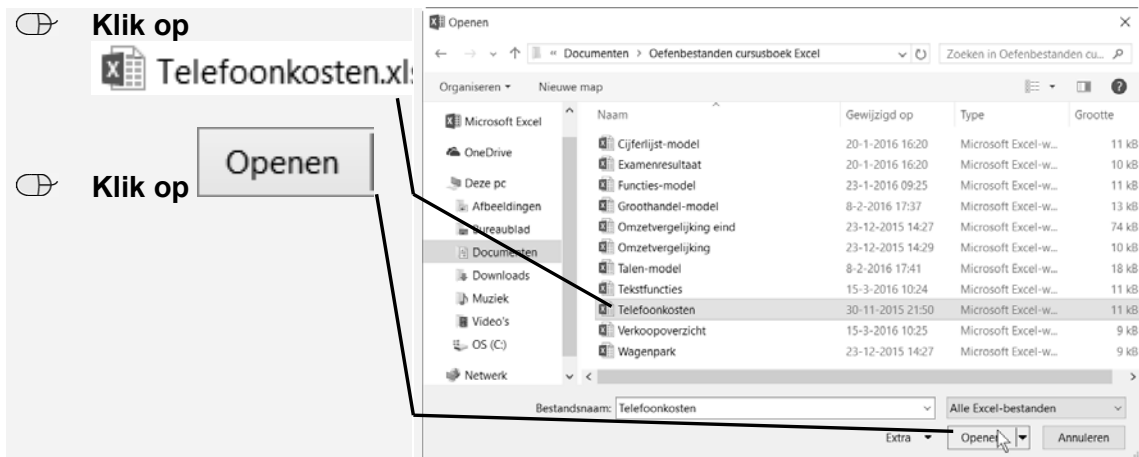 Klik op
Telefoonkosten.xls
Openen
Klik op
Openen
« Documenten > Oefenbestanden cursusboek Excel
Zoeken in Oefenbestanden cu...
Organiseren
Nieuwe map
Naam Gewijzigd op Type Grootte
Microsoft Excel
OneDrive
Deze pc
Afbeeldingen
Bureaublad
Documenten
Downloads
Muziek
Video's
OS (C:)
Netwerk
Cijferlijst-model 20-1-2016 16:20 Microsoft Excel-w... 11 kB
Examenresultaat 20-1-2016 16:20 Microsoft Excel-w... 10 kB
Functies-model 23-1-2016 09:25 Microsoft Excel-w... 11 kB
Groothandel-model 8-2-2016 17:37 Microsoft Excel-w... 13 kB
Omzetvergelijking eind 23-12-2015 14:27 Microsoft Excel-w... 74 kB
Omzetvergelijking 23-12-2015 14:29 Microsoft Excel-w... 10 kB
Talen-model 8-2-2016 17:41 Microsoft Excel-w... 18 kB
Tekstfuncties 15-3-2016 10:24 Microsoft Excel-w... 11 kB
Telefoonkosten 30-11-2015 21:50 Microsoft Excel-w... 11 kB
Verkoopoverzicht 15-3-2016 10:25 Microsoft Excel-w... 9 kB
Wagenpark 23-12-2015 14:27 Microsoft Excel-w... 9 kB
Bestandsnaam: Telefoonkosten Alle Excel-bestanden
Extra Openen Annuleren